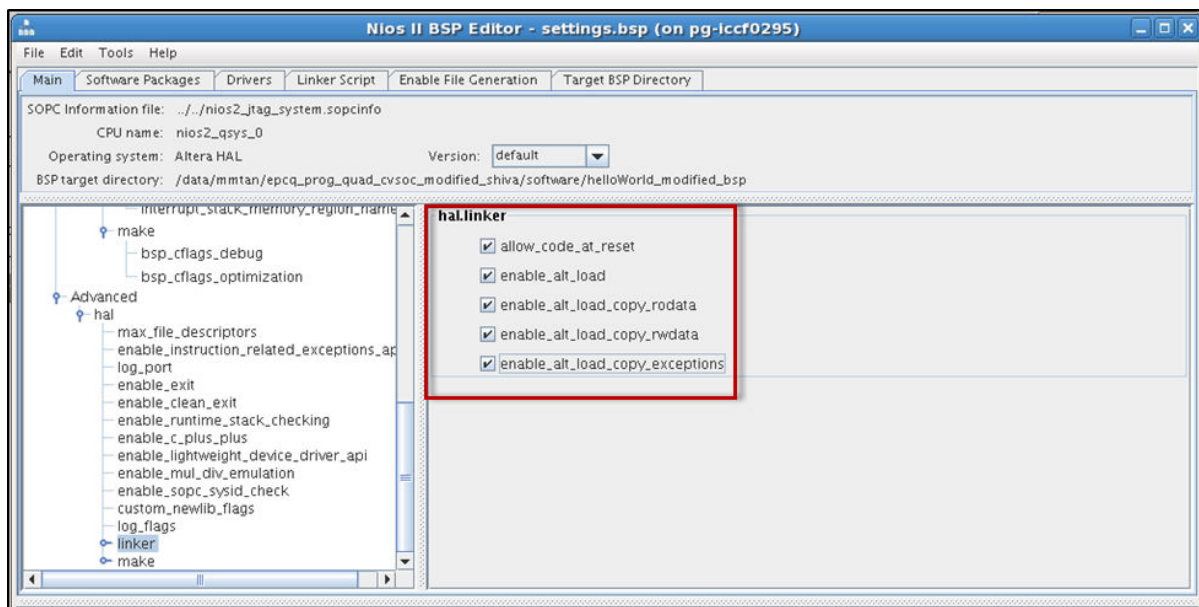 Nios II BSP Editor - settings.bsp (on pg-iccf0295)
File Edit Tools Help
Main Software Packages Drivers Linker Script Enable File Generation Target BSP Directory
SOPC Information file: ../../nios2_jtag_system.sopcinfo
CPU name: nios2_qsys_0
Operating system: Altera HAL Version: default
BSP target directory: /data/mmtan/epcq_prog_quad_cvsoc_modified_shiva/software/helloWorld_modified_bsp
interrupt_stack_memory_region_name
make
bsp_cflags_debug
bsp_cflags_optimization
Advanced
hal
max_file_descriptors
enable_instruction_related_exceptions_ap
log_port
enable_exit
enable_clean_exit
enable_runtime_stack_checking
enable_c_plus_plus
enable_lightweight_device_driver_api
enable_mul_div_emulation
enable_sopc_sysid_check
custom_newlib_flags
log_flags
linker
make
hal.linker
allow_code_at_reset
enable_alt_load
enable_alt_load_copy_rodata
enable_alt_load_copy_rwdata
enable_alt_load_copy_exceptions